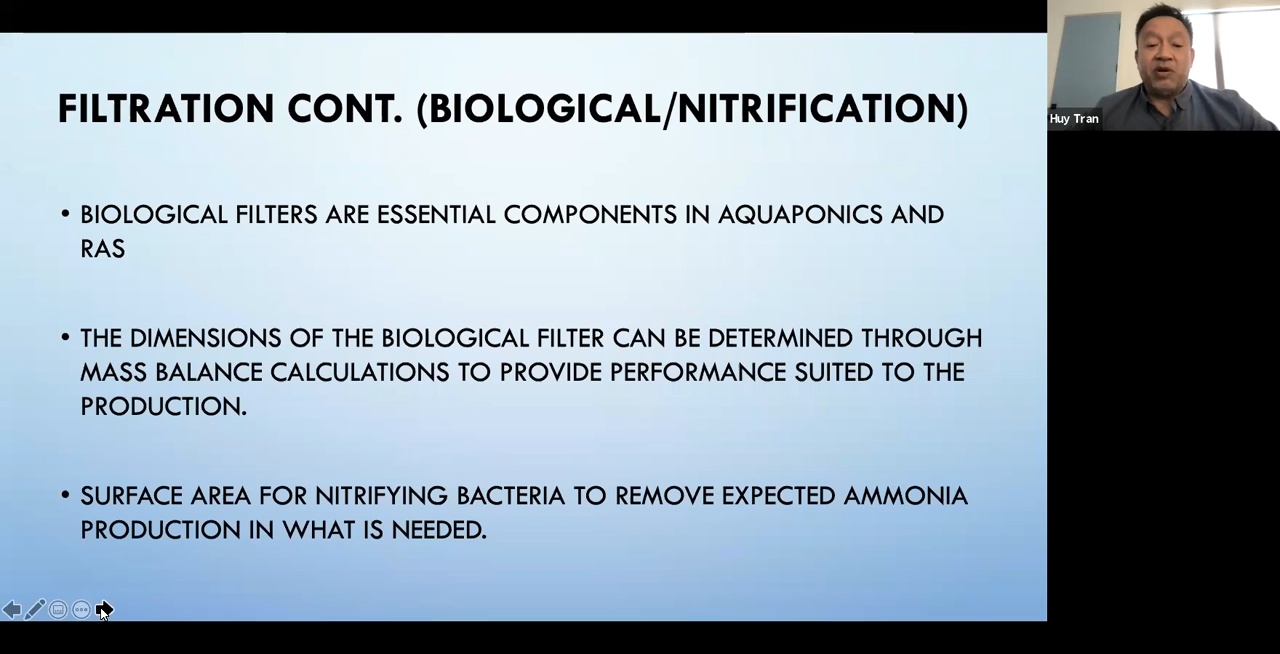 FILTRATION CONT. (BIOLOGICAL/NITRIFICATION)
• BIOLOGICAL FILTERS ARE ESSENTIAL COMPONENTS IN AQUAPONICS AND
RAS
• THE DIMENSIONS OF THE BIOLOGICAL FILTER CAN BE DETERMINED THROUGH
MASS BALANCE CALCULATIONS TO PROVIDE PERFORMANCE SUITED TO THE
PRODUCTION.
• SURFACE AREA FOR NITRIFYING BACTERIA TO REMOVE EXPECTED AMMONIA
PRODUCTION IN WHAT IS NEEDED.
Huy Tran